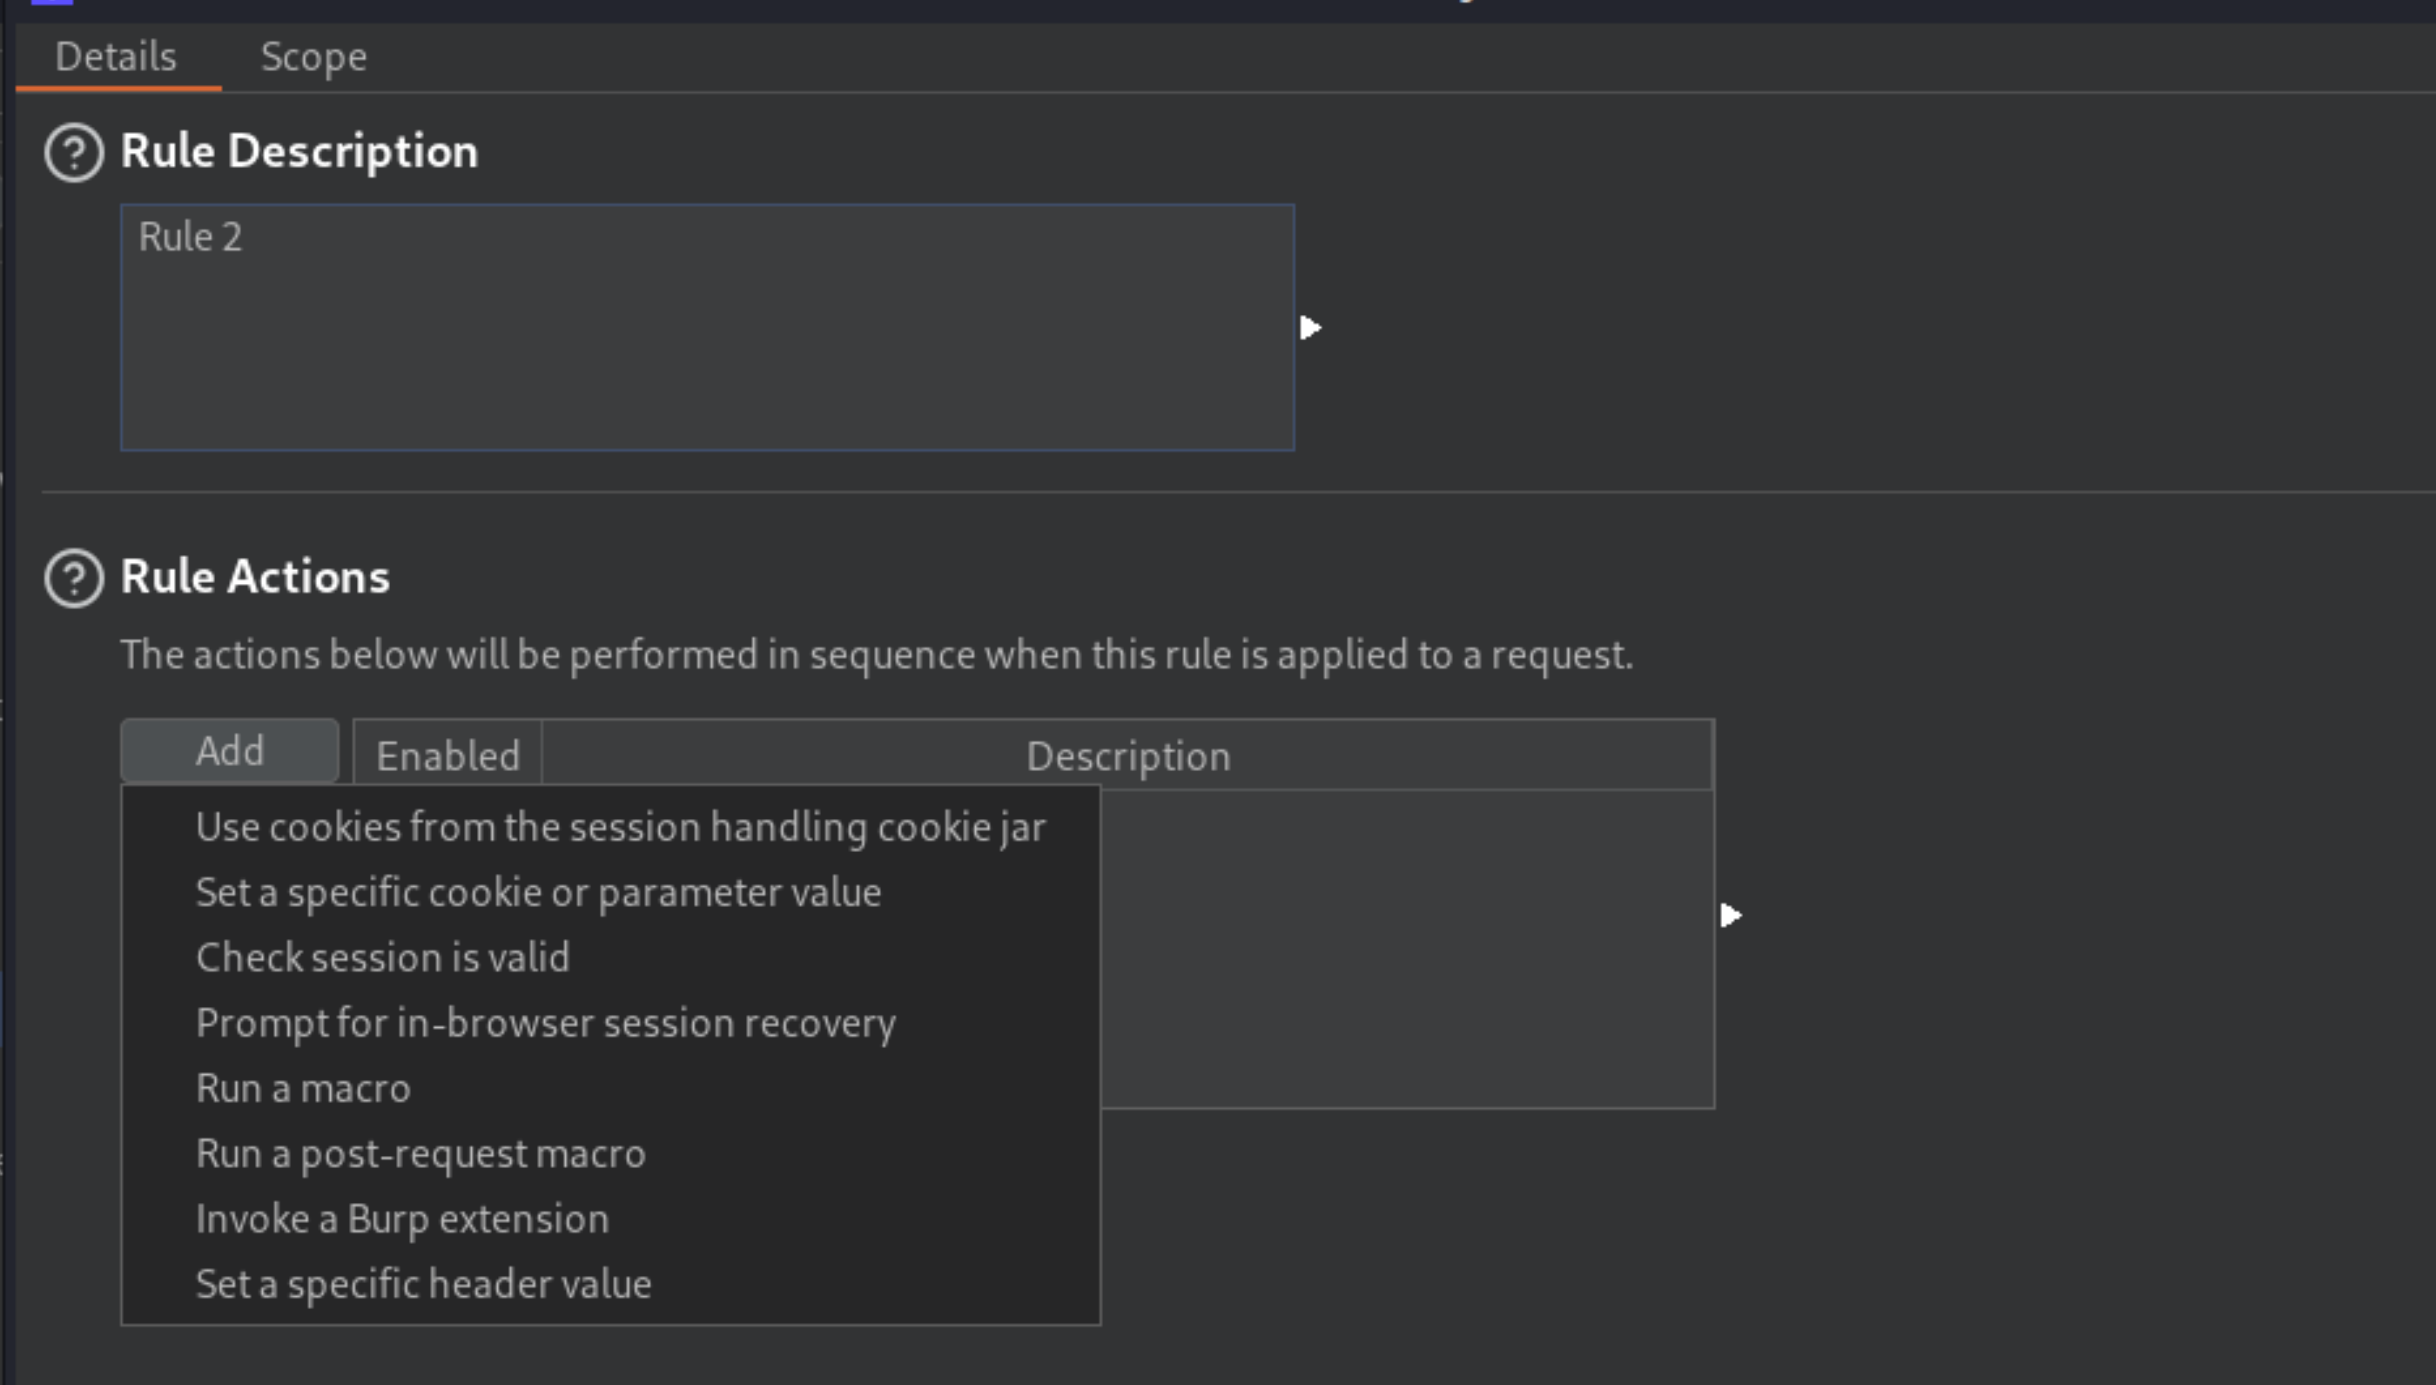 Details
Scope
Rule Description
Rule 2
Rule Actions
The actions below will be performed in sequence when this rule is applied to a request.
Add
Enabled
Description
Use cookies from the session handling cookie jar
Set a specific cookie or parameter value
Check session is valid
Prompt for in-browser session recovery
Run a macro
Run a post-request macro
Invoke a Burp extension
Set a specific header value